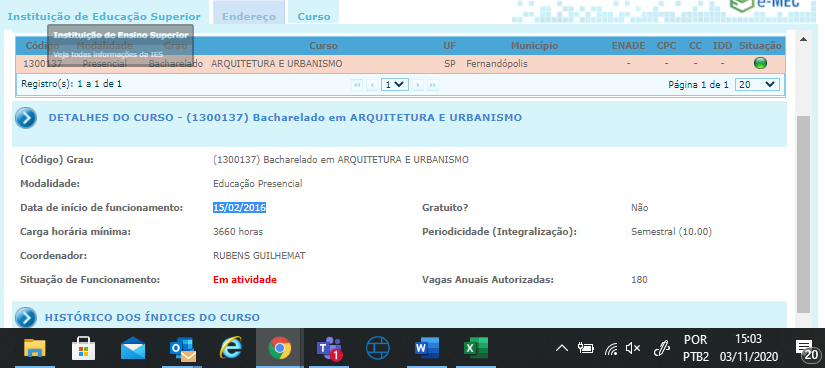 Instituição de Educação Superior Endereço Curso
e-MEC
Instituição de Ensino Superior
Veja todas informações da IES
Código Modalidade Grau Curso UF Município ENADE CPC CC IDD Situação
1300137 Presencial Bacharelado ARQUITETURA E URBANISMO SP Fernandópolis - - - -
Registro(s): 1 a 1 de 1 1 Página 1 de 1 20
DETALHES DO CURSO - (1300137) Bacharelado em ARQUITETURA E URBANISMO
(Código) Grau: (1300137) Bacharelado em ARQUITETURA E URBANISMO
Modalidade: Educação Presencial
Data de início de funcionamento: 15/02/2016 Gratuito? Não
Carga horária mínima: 3660 horas Periodicidade (Integralização): Semestral (10.00)
Coordenador: RUBENS GUILHEMAT
Situação de Funcionamento: Em atividade Vagas Anuais Autorizadas: 180
HISTÓRICO DOS ÍNDICES DO CURSO
POR 15:03
PTB2 03/11/2020 20